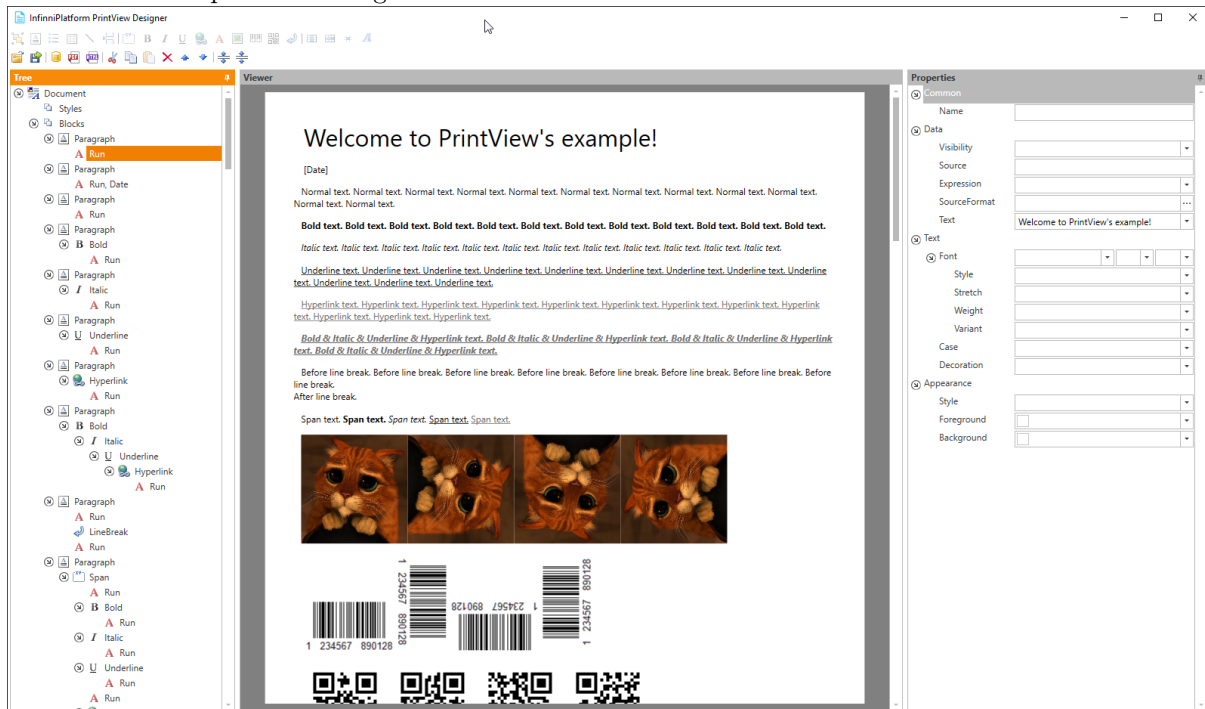 InfinniPlatform PrintView Designer
B I U A A
PDF
Tree
Document
Styles
Blocks
Paragraph
A Run
Paragraph
A Run, Date
Paragraph
A Run
Paragraph
B Bold
A Run
Paragraph
I Italic
A Run
Paragraph
U Underline
A Run
Paragraph
Hyperlink
A Run
Paragraph
B Bold
I Italic
U Underline
Hyperlink
A Run
Paragraph
A Run
LineBreak
A Run
Paragraph
Span
A Run
B Bold
A Run
I Italic
A Run
U Underline
A Run
A Run
Viewer
Welcome to PrintView's example!
[Date]
Normal text. Normal text. Normal text. Normal text. Normal text. Normal text. Normal text. Normal text. Normal text. Normal text.
Normal text. Normal text.
Bold text. Bold text. Bold text. Bold text. Bold text. Bold text. Bold text. Bold text. Bold text. Bold text. Bold text. Bold text.
Italic text. Italic text. Italic text. Italic text. Italic text. Italic text. Italic text. Italic text. Italic text. Italic text. Italic text. Italic text.
Underline text. Underline text. Underline text. Underline text. Underline text. Underline text. Underline text. Underline text. Underline
text. Underline text. Underline text. Underline text.
Hyperlink text. Hyperlink text. Hyperlink text. Hyperlink text. Hyperlink text. Hyperlink text. Hyperlink text. Hyperlink text. Hyperlink
text. Hyperlink text. Hyperlink text. Hyperlink text.
Bold & Italic & Underline & Hyperlink text. Bold & Italic & Underline & Hyperlink text. Bold & Italic & Underline & Hyperlink
text. Bold & Italic & Underline & Hyperlink text.
Before line break. Before line break. Before line break. Before line break. Before line break. Before line break. Before line break. Before
line break.
After line break.
Span text. Span text. Span text. Span text. Span text.
1 234567 890128
1 234567 890128
1 234567 890128
1 234567 890128
Properties
Common
Name
Data
Visibility
Source
Expression
SourceFormat
...
Text
Welcome to PrintView's example!
Text
Font
Style
Stretch
Weight
Variant
Case
Decoration
Appearance
Style
Foreground
Background